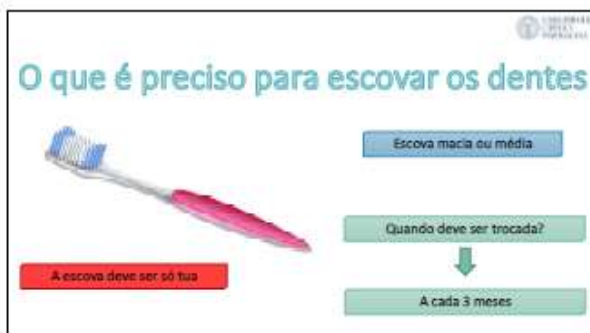 O que é preciso para escovar os dentes
Escova macia ou média
Quando deve ser trocada?
A escova deve ser só tua
A cada 3 meses